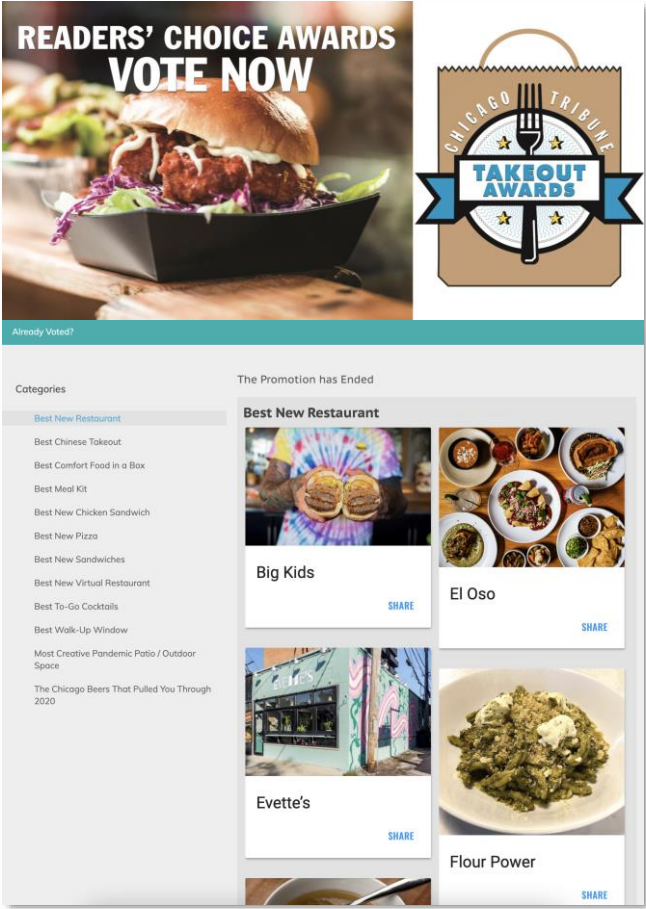 READERS' CHOICE AWARDS
VOTE NOW
CHICAGO TRIBUNE
TAKEOUT
AWARDS
Already Voted?
Categories
Best New Restaurant
Best Chinese Takeout
Best Comfort Food in a Box
Best Meal Kit
Best New Chicken Sandwich
Best New Pizza
Best New Sandwiches
Best New Virtual Restaurant
Best To-Go Cocktails
Best Walk-Up Window
Most Creative Pandemic Patio / Outdoor
Space
The Chicago Beers That Pulled You Through
2020
The Promotion has Ended
Best New Restaurant
Big Kids
SHARE
El Oso
SHARE
EVETTE'S
Evette's
SHARE
Flour Power
SHARE